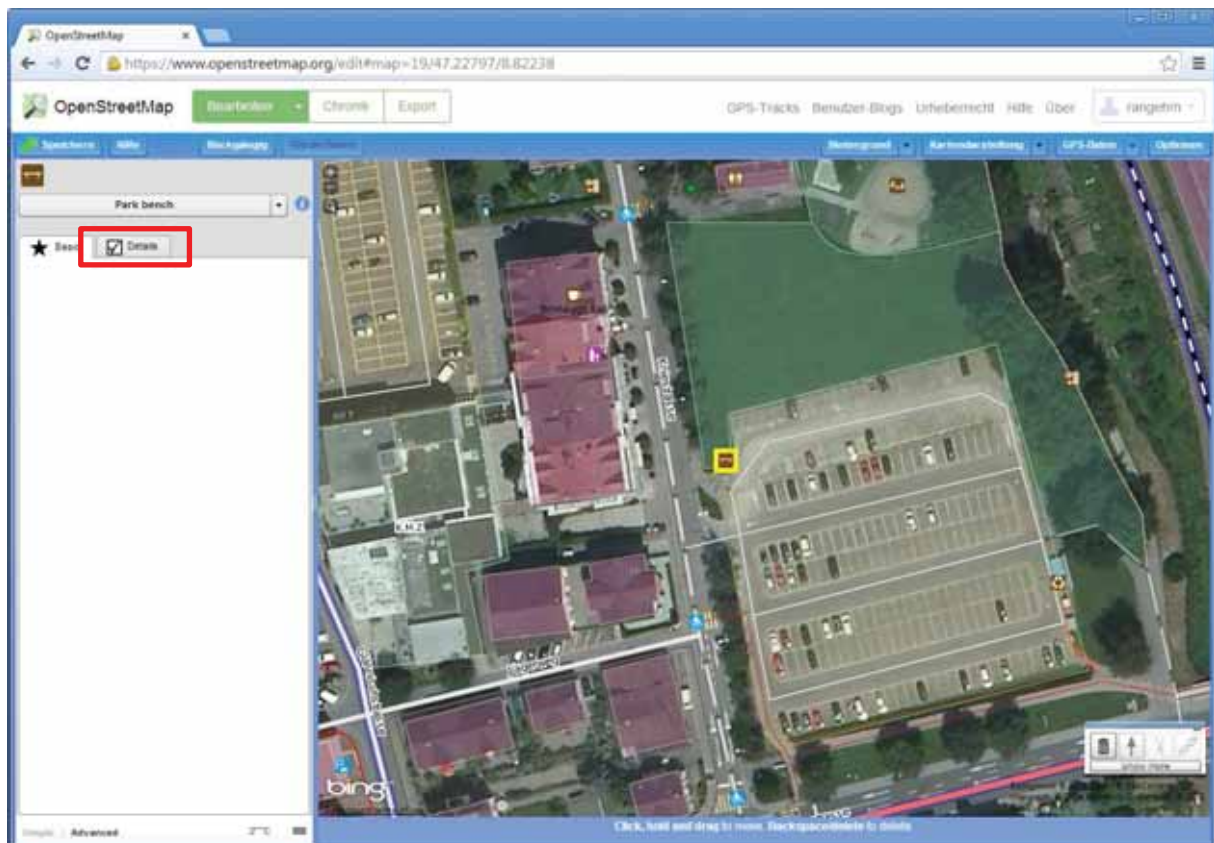 OpenStreetMap
https://www.openstreetmap.org/edit#map=19/47.22797/8.82238
OpenStreetMap
Bearbeiten
Chronik
Export
GPS-Tracks Benutzer-Blogs Urheberrecht Hilfe Über
rangehm
Speichern
Hilfe
Rückgängig
Hintergrund
Kartendarstellung
GPS-Daten
Optionen
Park bench
Basic
Details
bing
Simple | Advanced
Click, hold and drag to move. Backspace/delete to delete